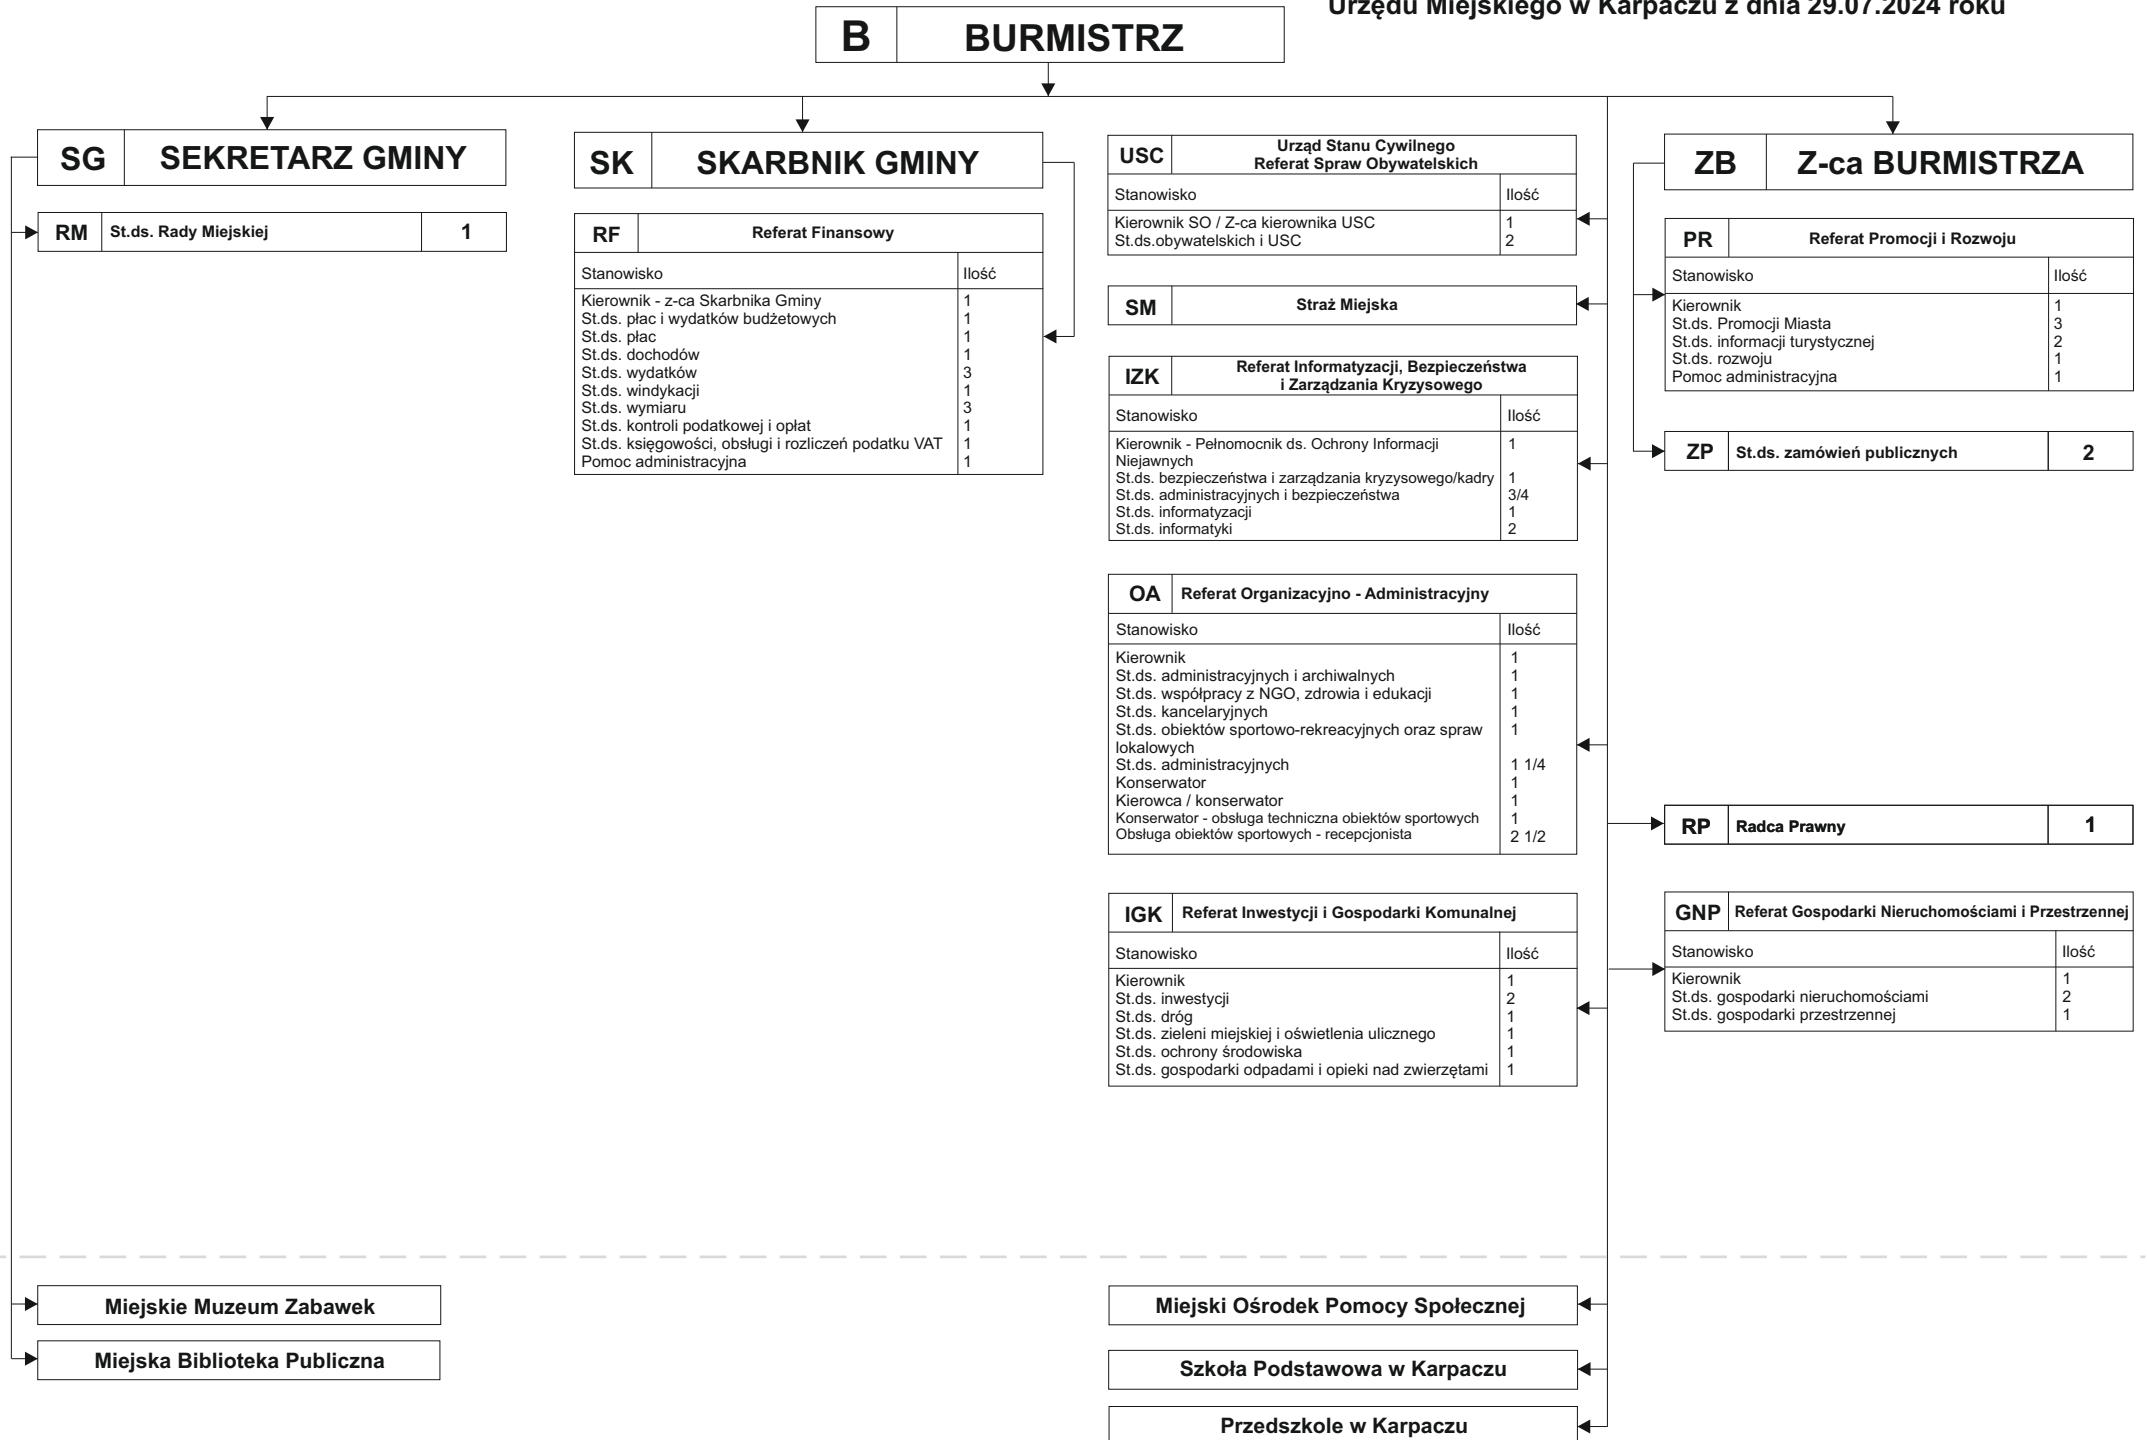 Urzędu Miejskiego w Karpaczu z dnia 29.07.2024 roku
B BURMISTRZ
SG SEKRETARZ GMINY
RM St.ds. Rady Miejskiej 1
SK SKARBNIK GMINY
RF Referat Finansowy
Stanowisko Ilość
Kierownik - z-ca Skarbnika Gminy 1
St.ds. płac i wydatków budżetowych 1
St.ds. płac 1
St.ds. dochodów 1
St.ds. wydatków 3
St.ds. windykacji 1
St.ds. wymiaru 3
St.ds. kontroli podatkowej i opłat 1
St.ds. księgowości, obsługi i rozliczeń podatku VAT 1
Pomoc administracyjna 1
USC Urząd Stanu Cywilnego
Referat Spraw Obywatelskich
Stanowisko Ilość
Kierownik SO / Z-ca kierownika USC 1
St.ds.obywatelskich i USC 2
SM Straż Miejska
IZK Referat Informatyzacji, Bezpieczeństwa
i Zarządzania Kryzysowego
Stanowisko Ilość
Kierownik - Pełnomocnik ds. Ochrony Informacji 1
Niejawnych
St.ds. bezpieczeństwa i zarządzania kryzysowego/kadry 1
St.ds. administracyjnych i bezpieczeństwa 3/4
St.ds. informatyzacji 1
St.ds. informatyki 2
OA Referat Organizacyjno - Administracyjny
Stanowisko Ilość
Kierownik 1
St.ds. administracyjnych i archiwalnych 1
St.ds. współpracy z NGO, zdrowia i edukacji 1
St.ds. kancelaryjnych 1
St.ds. obiektów sportowo-rekreacyjnych oraz spraw 1
lokalowych
St.ds. administracyjnych 1 1/4
Konserwator 1
Kierowca / konserwator 1
Konserwator - obsługa techniczna obiektów sportowych 1
Obsługa obiektów sportowych - recepcjonista 2 1/2
IGK Referat Inwestycji i Gospodarki Komunalnej
Stanowisko Ilość
Kierownik 1
St.ds. inwestycji 2
St.ds. dróg 1
St.ds. zieleni miejskiej i oświetlenia ulicznego 1
St.ds. ochrony środowiska 1
St.ds. gospodarki odpadami i opieki nad zwierzętami 1
ZB Z-ca BURMISTRZA
PR Referat Promocji i Rozwoju
Stanowisko Ilość
Kierownik 1
St.ds. Promocji Miasta 3
St.ds. informacji turystycznej 2
St.ds. rozwoju 1
Pomoc administracyjna 1
ZP St.ds. zamówień publicznych 2
RP Radca Prawny 1
GNP Referat Gospodarki Nieruchomościami i Przestrzennej
Stanowisko Ilość
Kierownik 1
St.ds. gospodarki nieruchomościami 2
St.ds. gospodarki przestrzennej 1
Miejskie Muzeum Zabawek
Miejska Biblioteka Publiczna
Miejski Ośrodek Pomocy Społecznej
Szkoła Podstawowa w Karpaczu
Przedszkole w Karpaczu